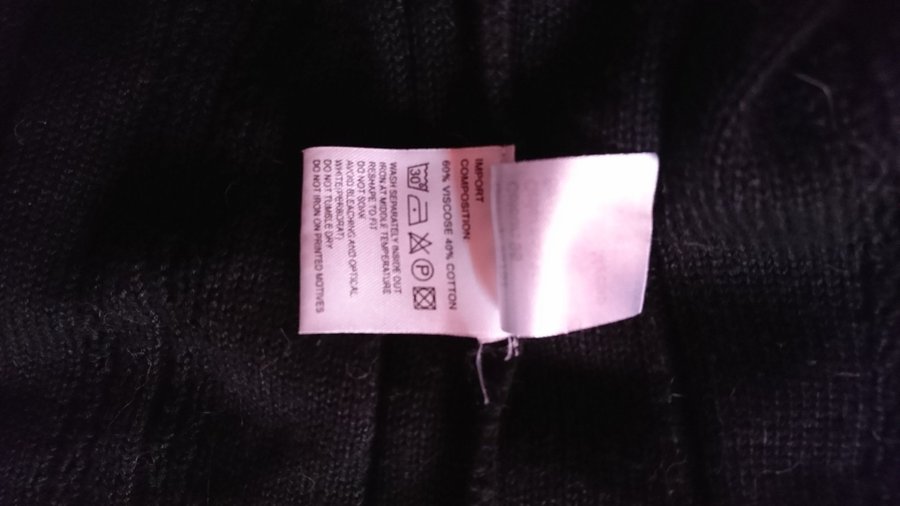 IMPORT
COMPOSITION:
60% VISCOSE 40% COTTON
30 P
WASH SEPARATELY INSIDE OUT
IRON AT MIDDLE TEMPERATURE
RESHAPE TO FIT
DO NOT SOAK
AVOID BLEACHING AND OPTICAL
WHITE(PERBORAT)
DO NOT TUMBLE DRY
DO NOT IRON ON PRINTED MOTIVES